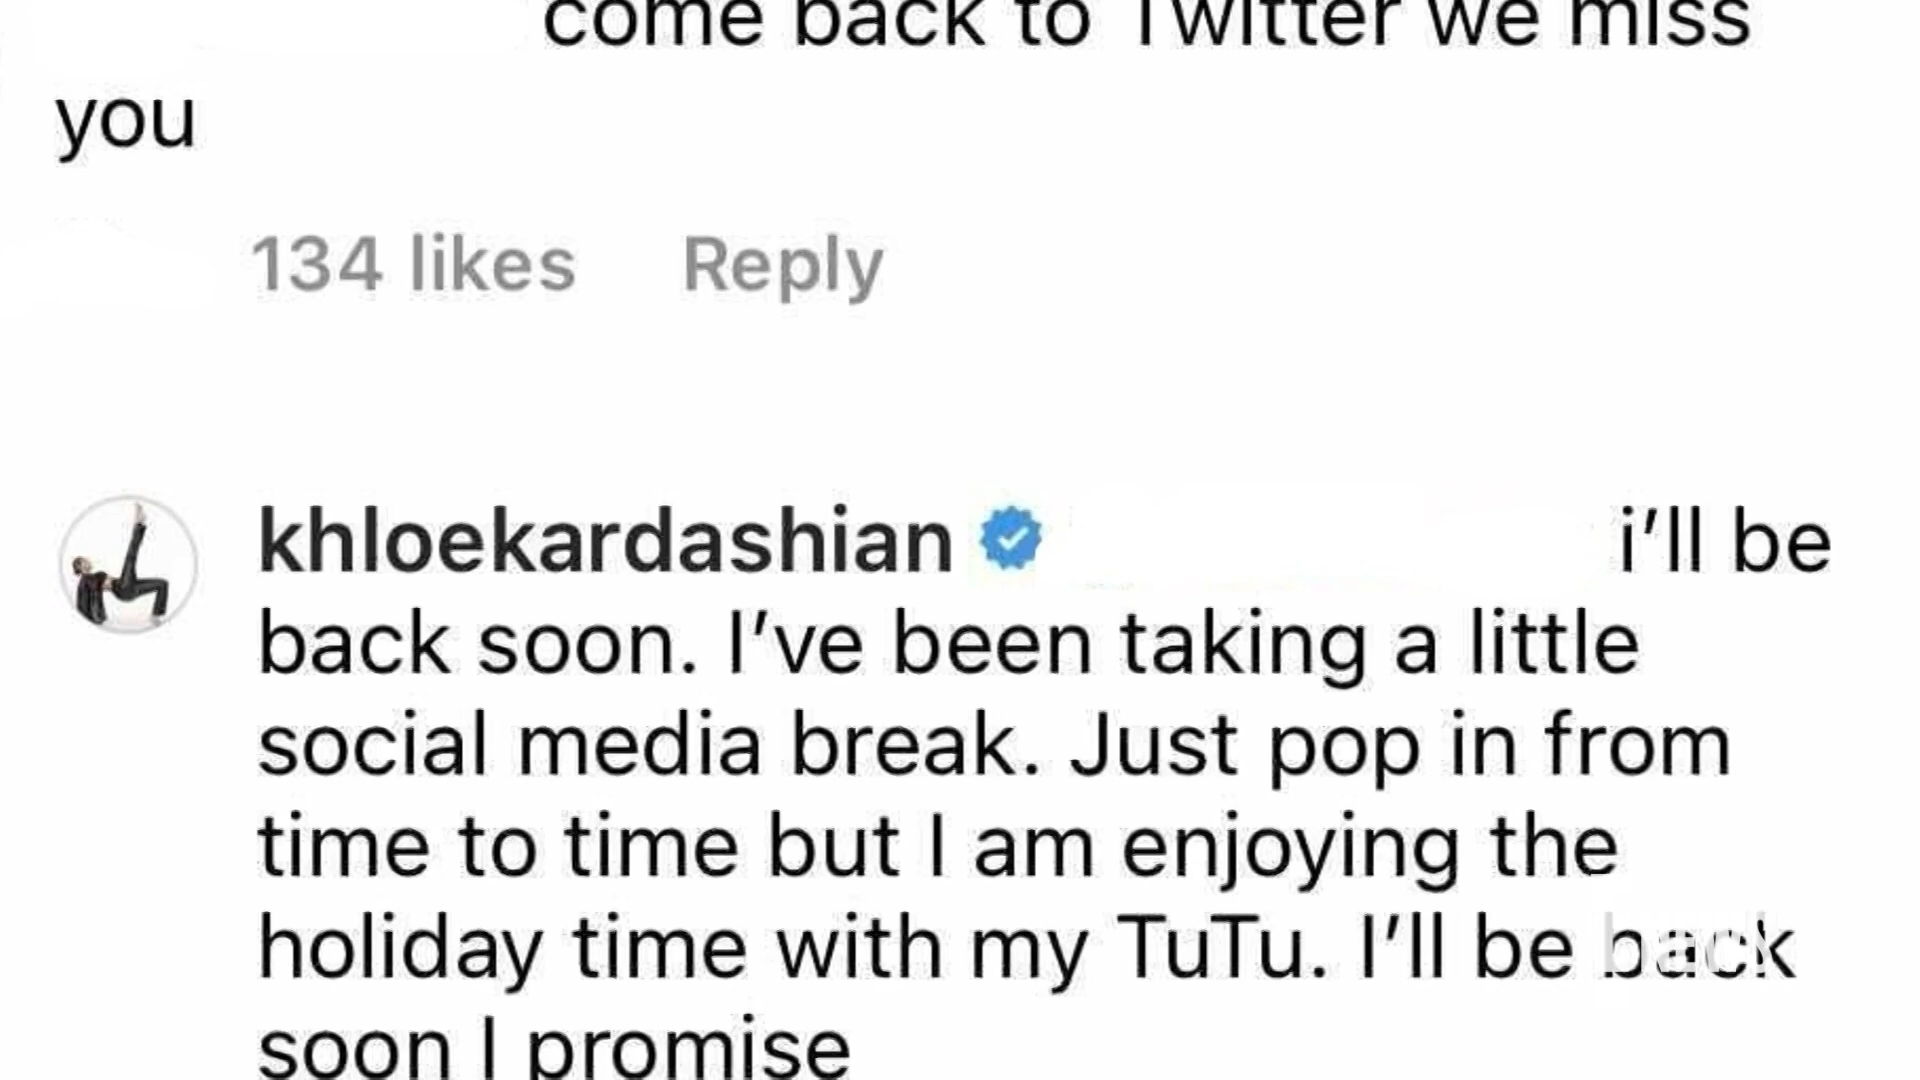 come back to Twitter we miss
you
134 likes Reply
khloekardashian i'll be
back soon. I've been taking a little
social media break. Just pop in from
time to time but I am enjoying the
holiday time with my TuTu. I'll be back
soon I promise